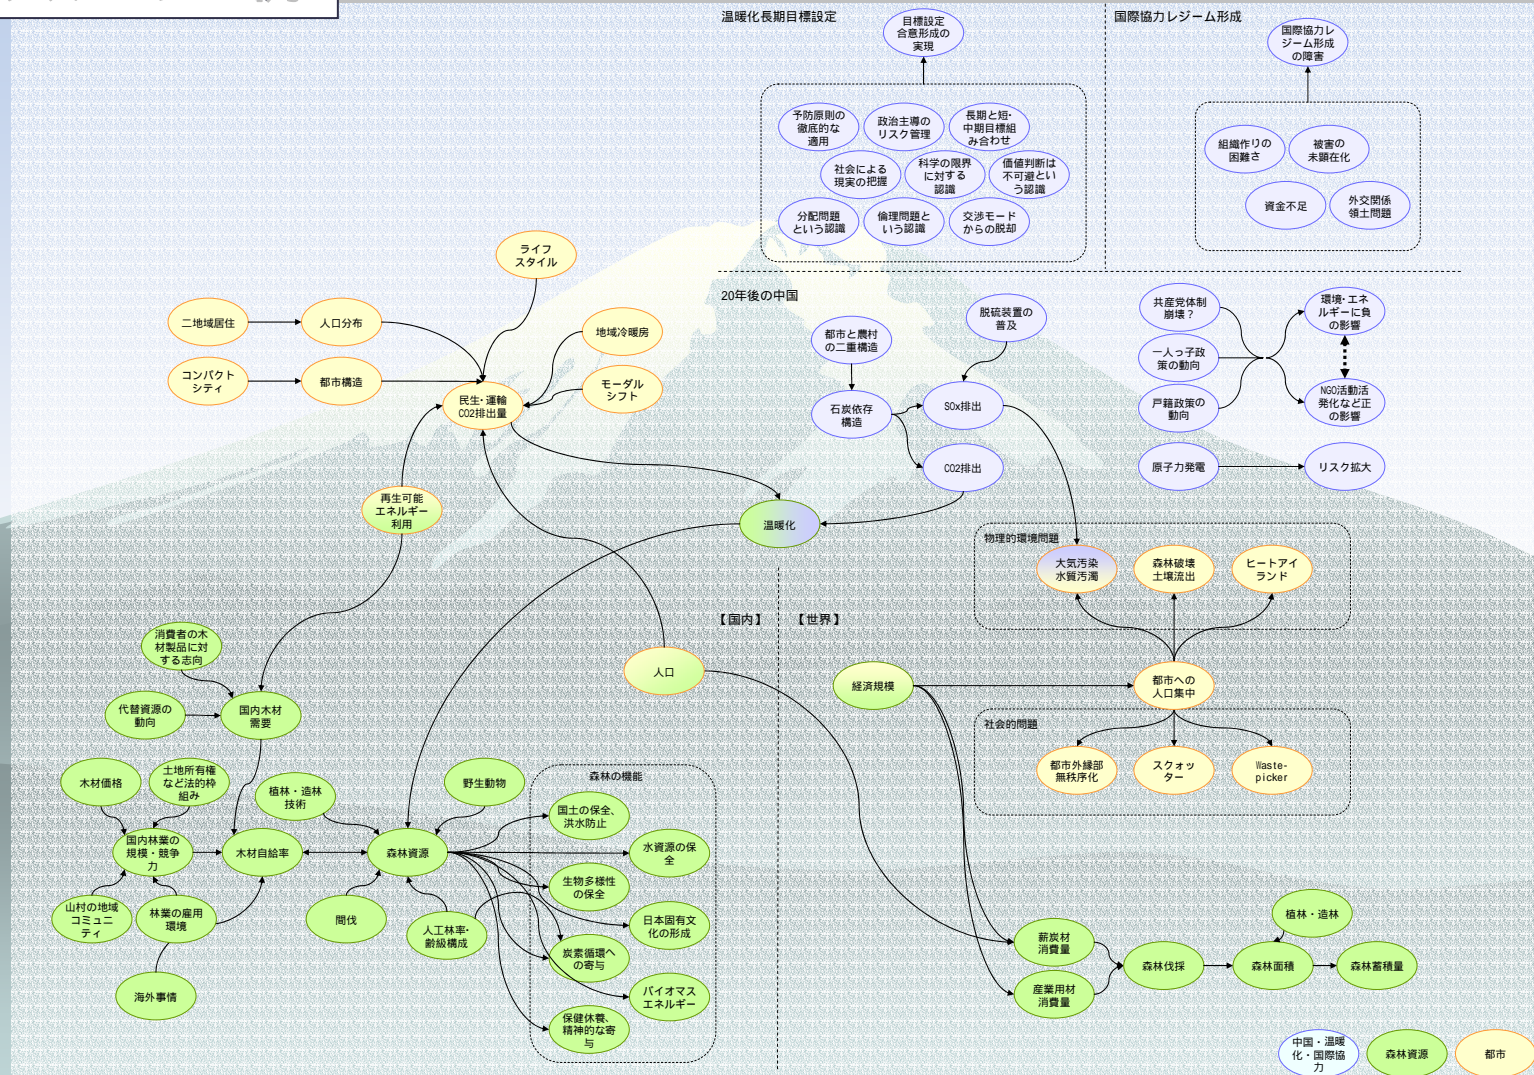 温暖化長期目標設定
目標設定
合意形成の
実現
予防原則の
徹底的な
適用
政治主導の
リスク管理
長期と短・
中期目標組
み合わせ
社会による
現実の把握
科学の限界
に対する
認識
価値判断は
不可避とい
う認識
分配問題
という認識
倫理問題と
いう認識
交渉モード
からの脱却
国際協力レジーム形成
国際協力レ
ジーム形成
の障害
組織作りの
困難さ
被害の
未顕在化
資金不足
外交関係
領土問題
20年後の中国
都市と農村
の二重構造
脱硫装置の
普及
石炭依存
構造
SOx排出
CO2排出
共産党体制
崩壊？
一人っ子政
策の動向
戸籍政策の
動向
環境・エネ
ルギーに負
の影響
NGO活動活
発化など正
の影響
原子力発電
リスク拡大
ライフ
スタイル
二地域居住
人口分布
コンパクト
シティ
都市構造
地域冷暖房
モーダル
シフト
民生・運輸
CO2排出量
再生可能
エネルギー
利用
温暖化
【国内】
【世界】
人口
物理的環境問題
大気汚染
水質汚濁
森林破壊
土壌流出
ヒートアイ
ランド
経済規模
都市への
人口集中
社会的問題
都市外縁部
無秩序化
スクォッ
ター
Waste-
picker
消費者の木
材製品に対
する志向
代替資源の
動向
国内木材
需要
木材価格
土地所有権
など法的枠
組み
植林・造林
技術
野生動物
国内林業の
規模・競争
力
木材自給率
森林資源
山村の地域
コミュニ
ティ
林業の雇用
環境
間伐
人工林率・
齢級構成
海外事情
森林の機能
国土の保全、
洪水防止
水資源の保
全
生物多様性
の保全
日本固有文
化の形成
炭素循環へ
の寄与
バイオマス
エネルギー
保健休養、
精神的な寄
与
薪炭材
消費量
産業用材
消費量
森林伐採
植林・造林
森林面積
森林蓄積量
中国・温暖
化・国際協
力
森林資源
都市